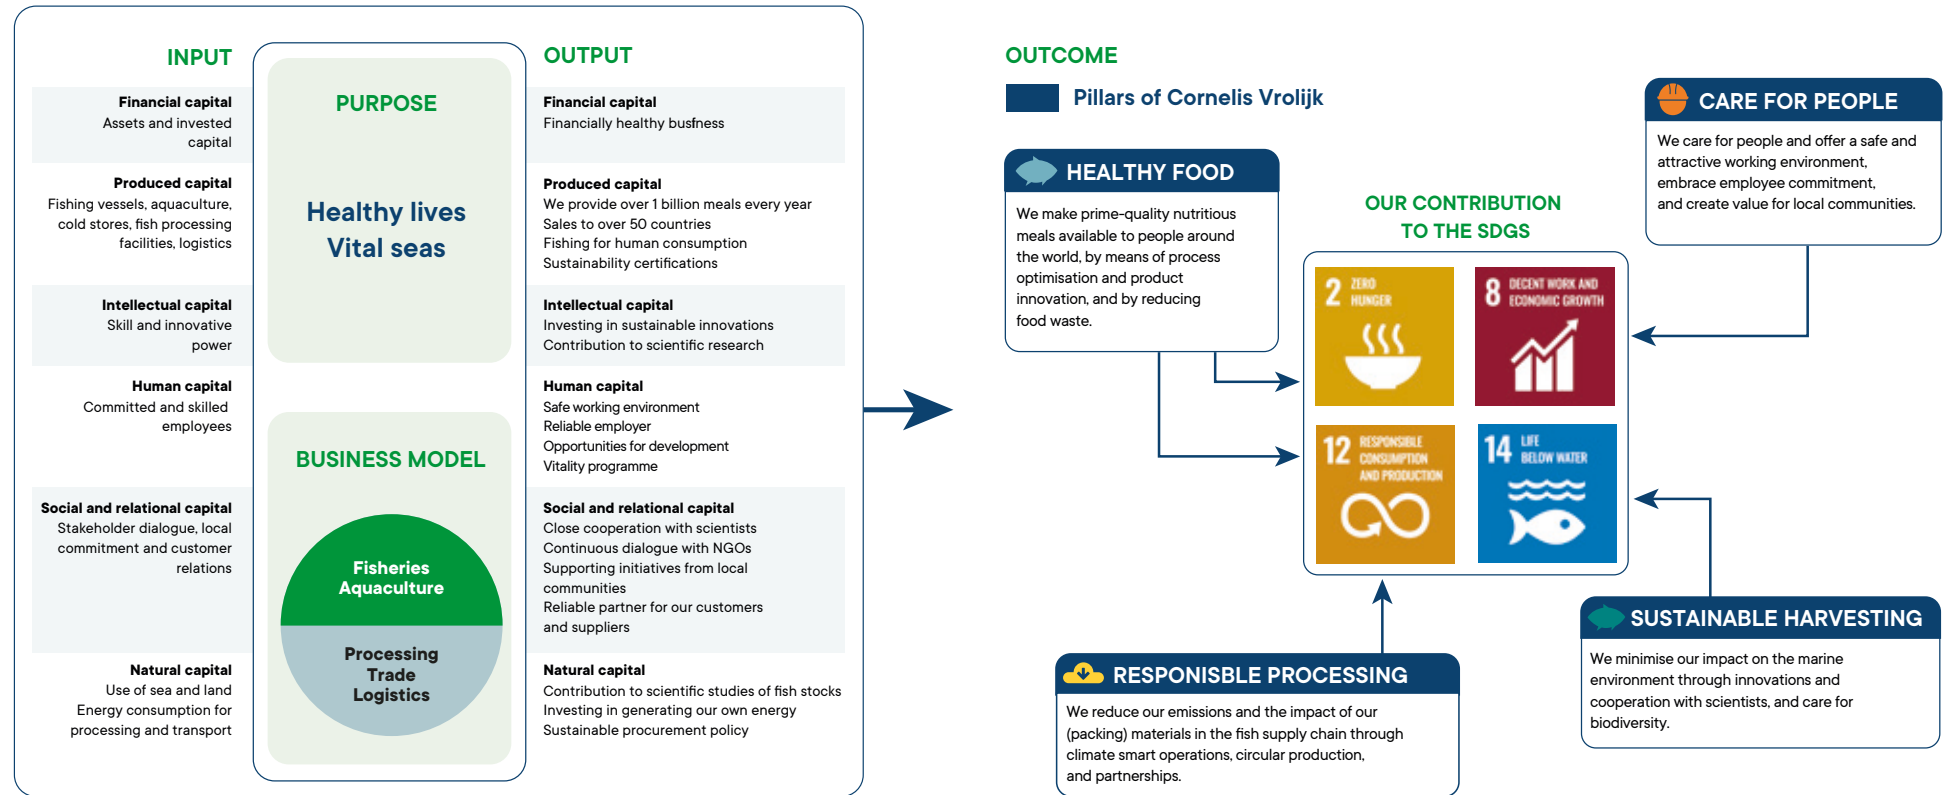 INPUT
Financial capital
Assets and invested
capital
Produced capital
Fishing vessels, aquaculture,
cold stores, fish processing
facilities, logistics
Intellectual capital
Skill and innovative
power
Human capital
Committed and skilled
employees
Social and relational capital
Stakeholder dialogue, local
commitment and customer
relations
Natural capital
Use of sea and land
Energy consumption for
processing and transport
PURPOSE
Healthy lives
Vital seas
BUSINESS MODEL
Fisheries
Aquaculture
Processing
Trade
Logistics
OUTPUT
Financial capital
Financially healthy business
Produced capital
We provide over 1 billion meals every year
Sales to over 50 countries
Fishing for human consumption
Sustainability certifications
Intellectual capital
Investing in sustainable innovations
Contribution to scientific research
Human capital
Safe working environment
Reliable employer
Opportunities for development
Vitality programme
Social and relational capital
Close cooperation with scientists
Continuous dialogue with NGOs
Supporting initiatives from local
communities
Reliable partner for our customers
and suppliers
Natural capital
Contribution to scientific studies of fish stocks
Investing in generating our own energy
Sustainable procurement policy
OUTCOME
Pillars of Cornelis Vrolijk
HEALTHY FOOD
We make prime-quality nutritious
meals available to people around
the world, by means of process
optimisation and product
innovation, and by reducing
food waste.
CARE FOR PEOPLE
We care for people and offer a safe and
attractive working environment,
embrace employee commitment,
and create value for local communities.
OUR CONTRIBUTION
TO THE SDGS
2 ZERO
HUNGER
8 DECENT WORK AND
ECONOMIC GROWTH
12 RESPONSIBLE
CONSUMPTION
AND PRODUCTION
14 LIFE
BELOW WATER
RESPONISBLE PROCESSING
We reduce our emissions and the impact of our
(packing) materials in the fish supply chain through
climate smart operations, circular production,
and partnerships.
SUSTAINABLE HARVESTING
We minimise our impact on the marine
environment through innovations and
cooperation with scientists, and care for
biodiversity.